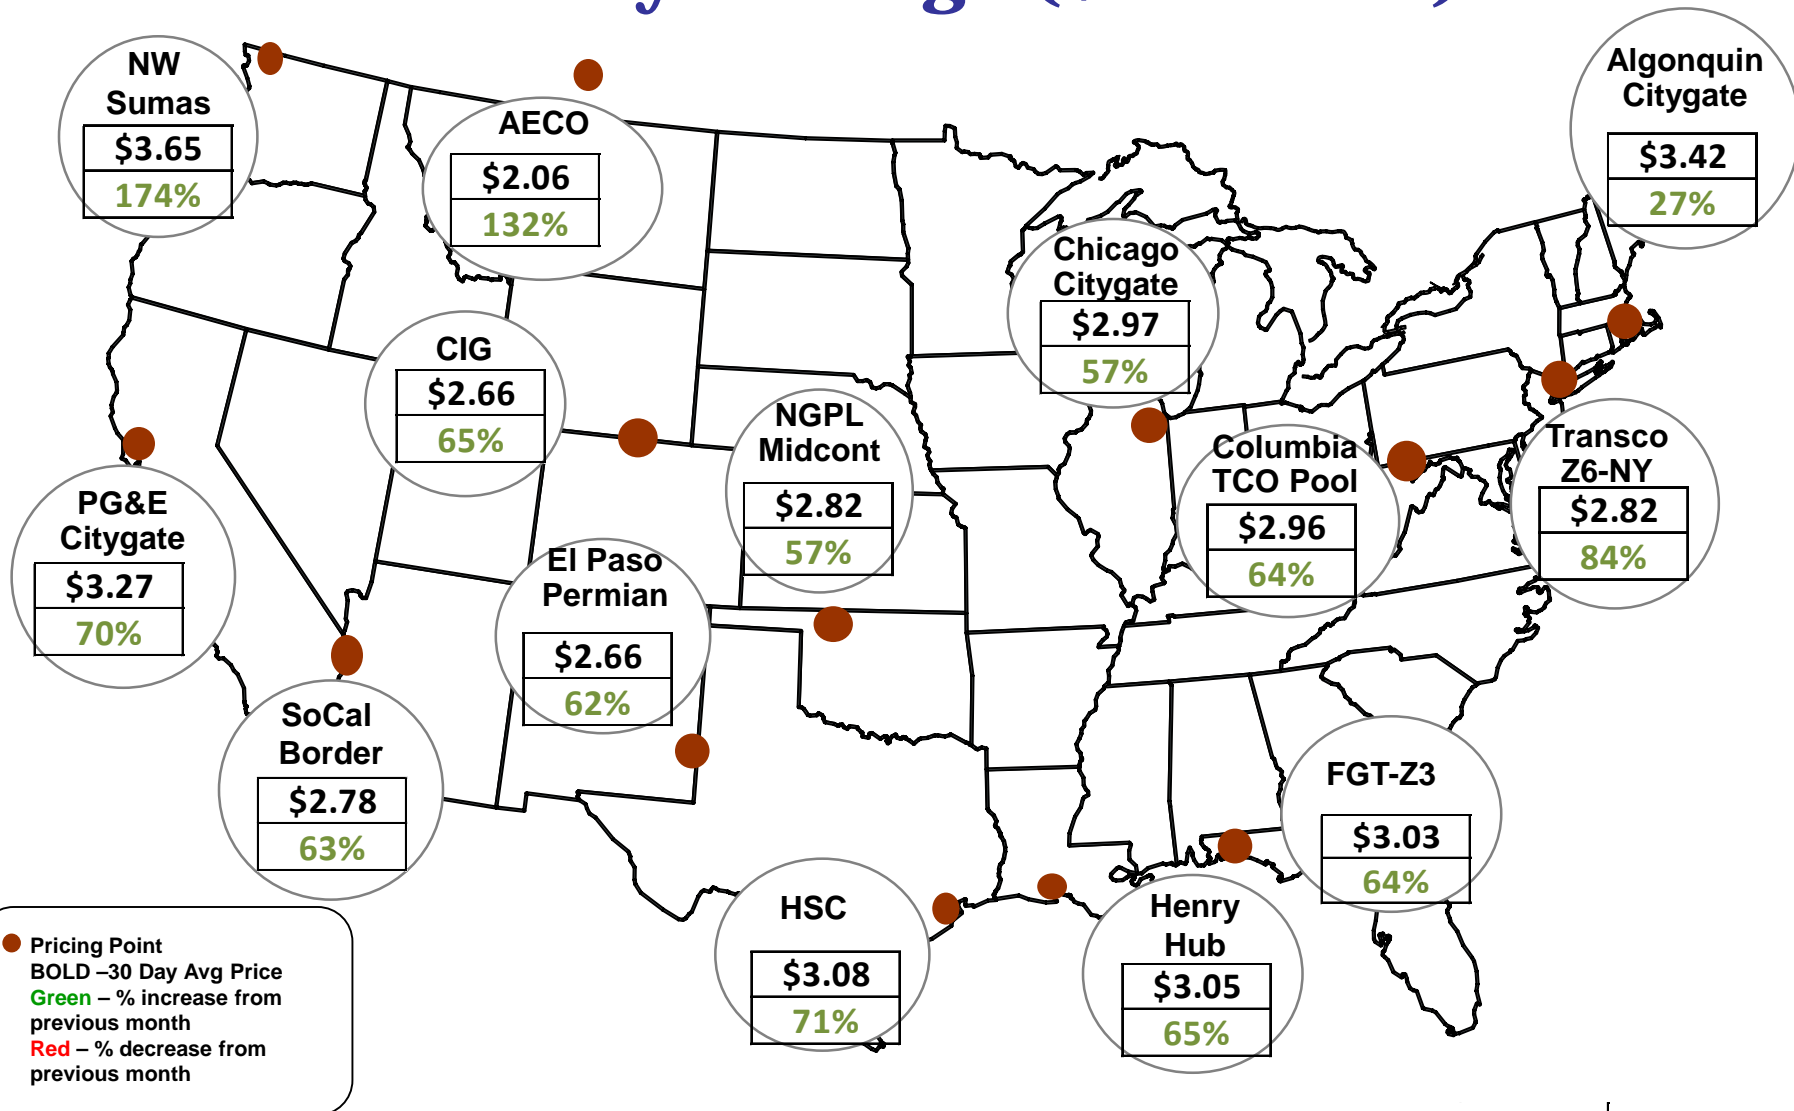 NW
Sumas
$3.65
174%
AECO
$2.06
132%
Algonquin
Citygate
$3.42
27%
Chicago
Citygate
$2.97
57%
CIG
$2.66
65%
NGPL
Midcont
$2.82
57%
Columbia
TCO Pool
$2.96
64%
Transco
Z6-NY
$2.82
84%
PG&E
Citygate
$3.27
70%
El Paso
Permian
$2.66
62%
SoCal
Border
$2.78
63%
FGT-Z3
$3.03
64%
HSC
$3.08
71%
Henry
Hub
$3.05
65%
Pricing Point
BOLD –30 Day Avg Price
Green – % increase from
previous month
Red – % decrease from
previous month